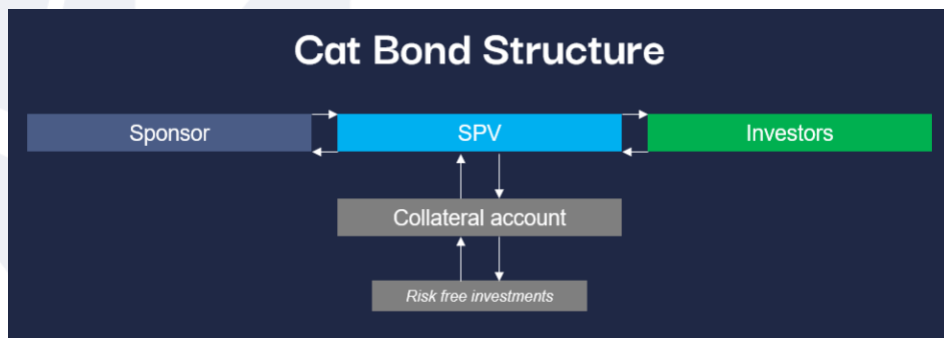 Cat Bond Structure
Sponsor
SPV
Investors
Collateral account
Risk free investments